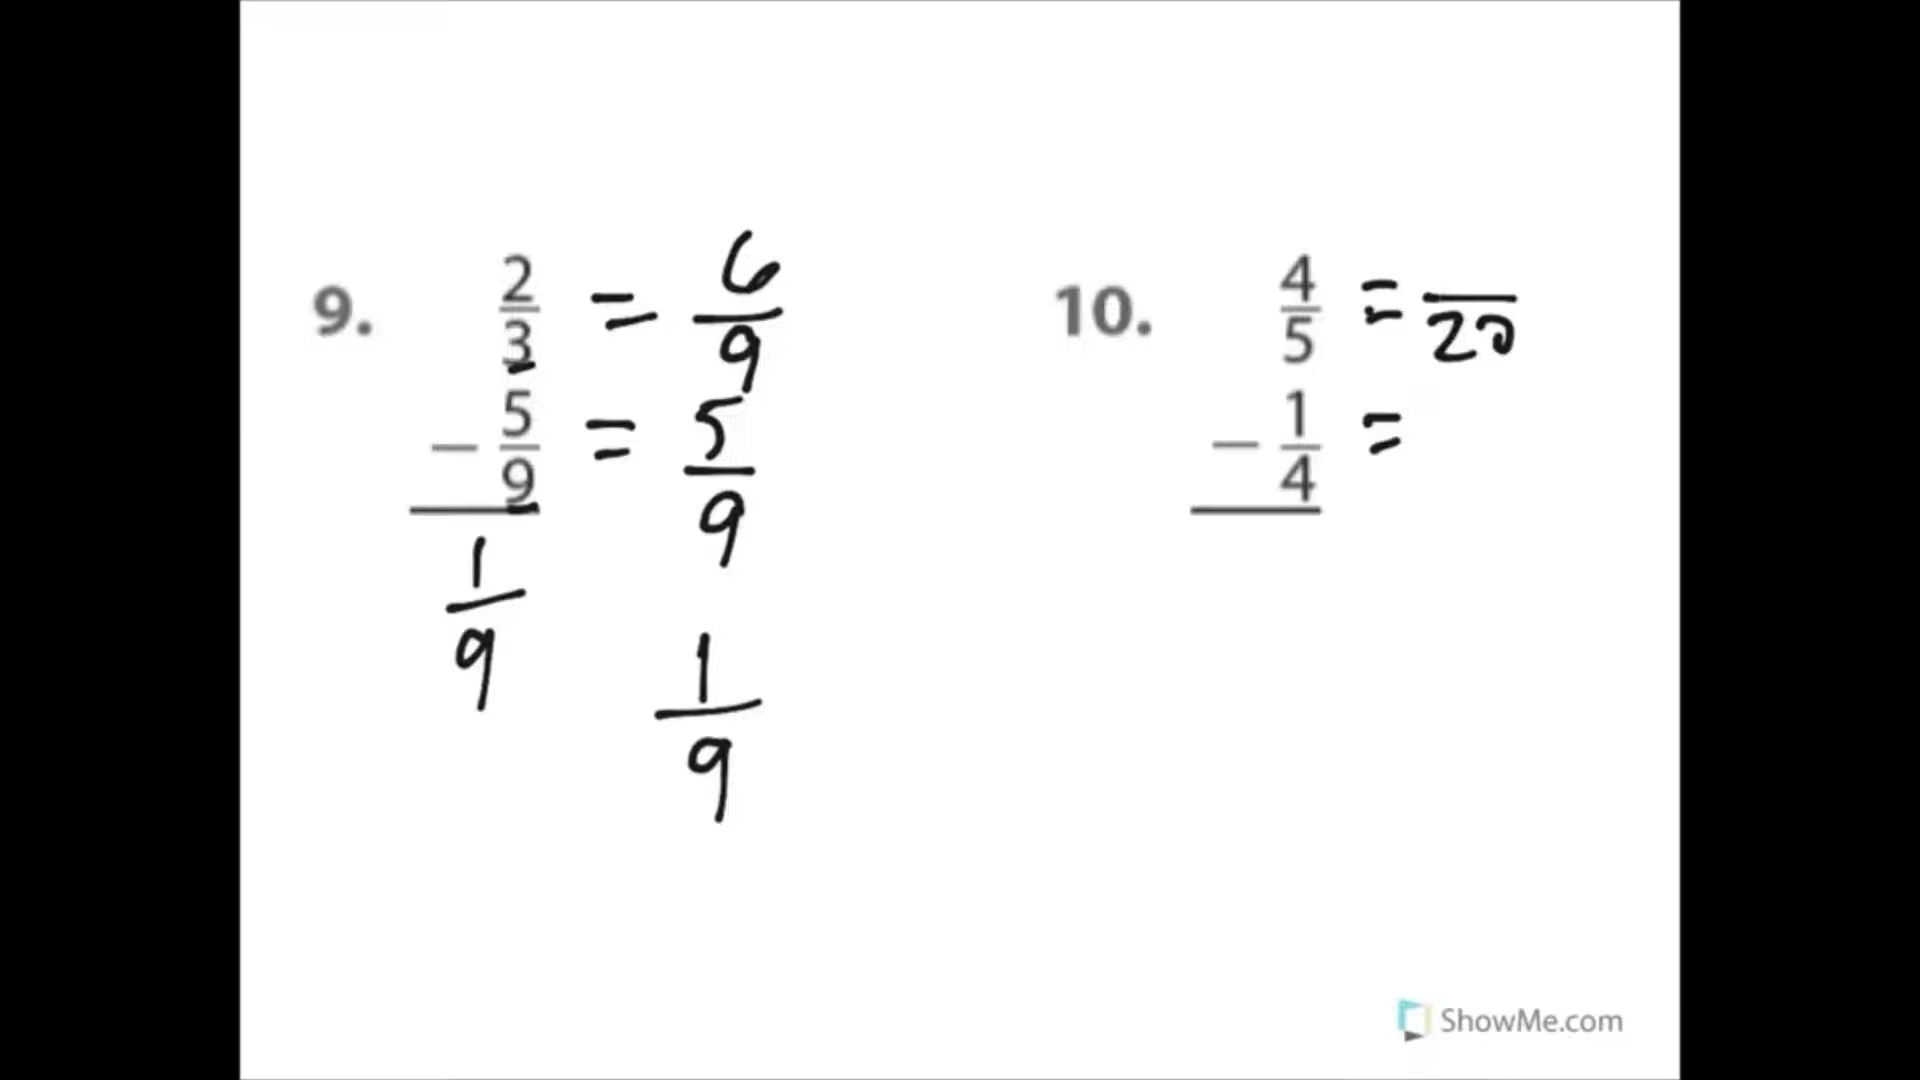 9. 2/3 = 6/9
- 5/9 = 5/9
1/9
1/9
10. 4/5 = /20
- 1/4 =
ShowMe.com